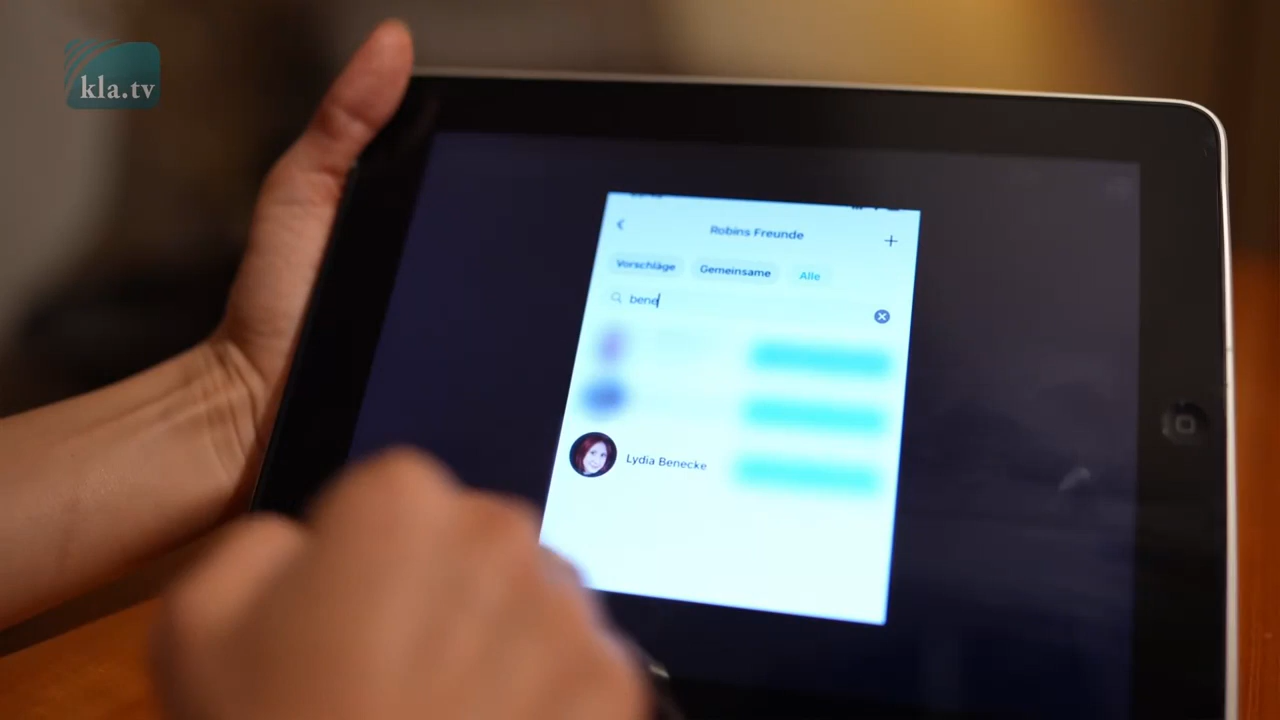 kla.tv
Robins Freunde
Vorschläge Gemeinsame Alle
bene
Lydia Benecke